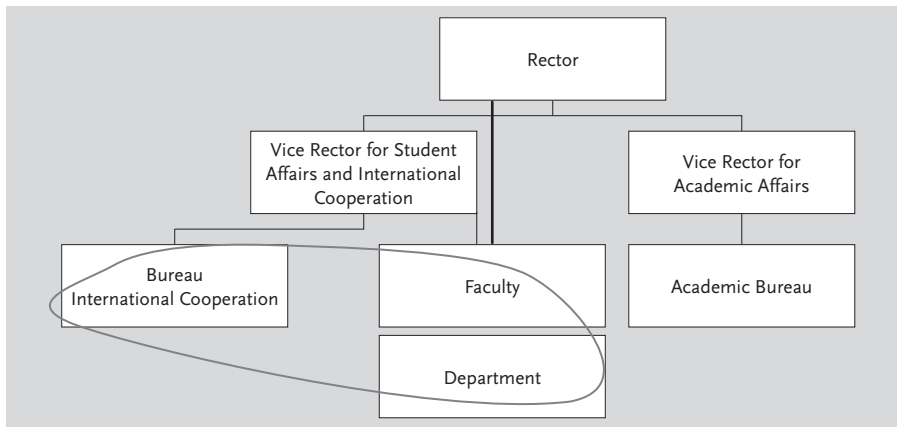 Rector
Vice Rector for Student
Affairs and International
Cooperation
Vice Rector for
Academic Affairs
Bureau
International Cooperation
Faculty
Academic Bureau
Department